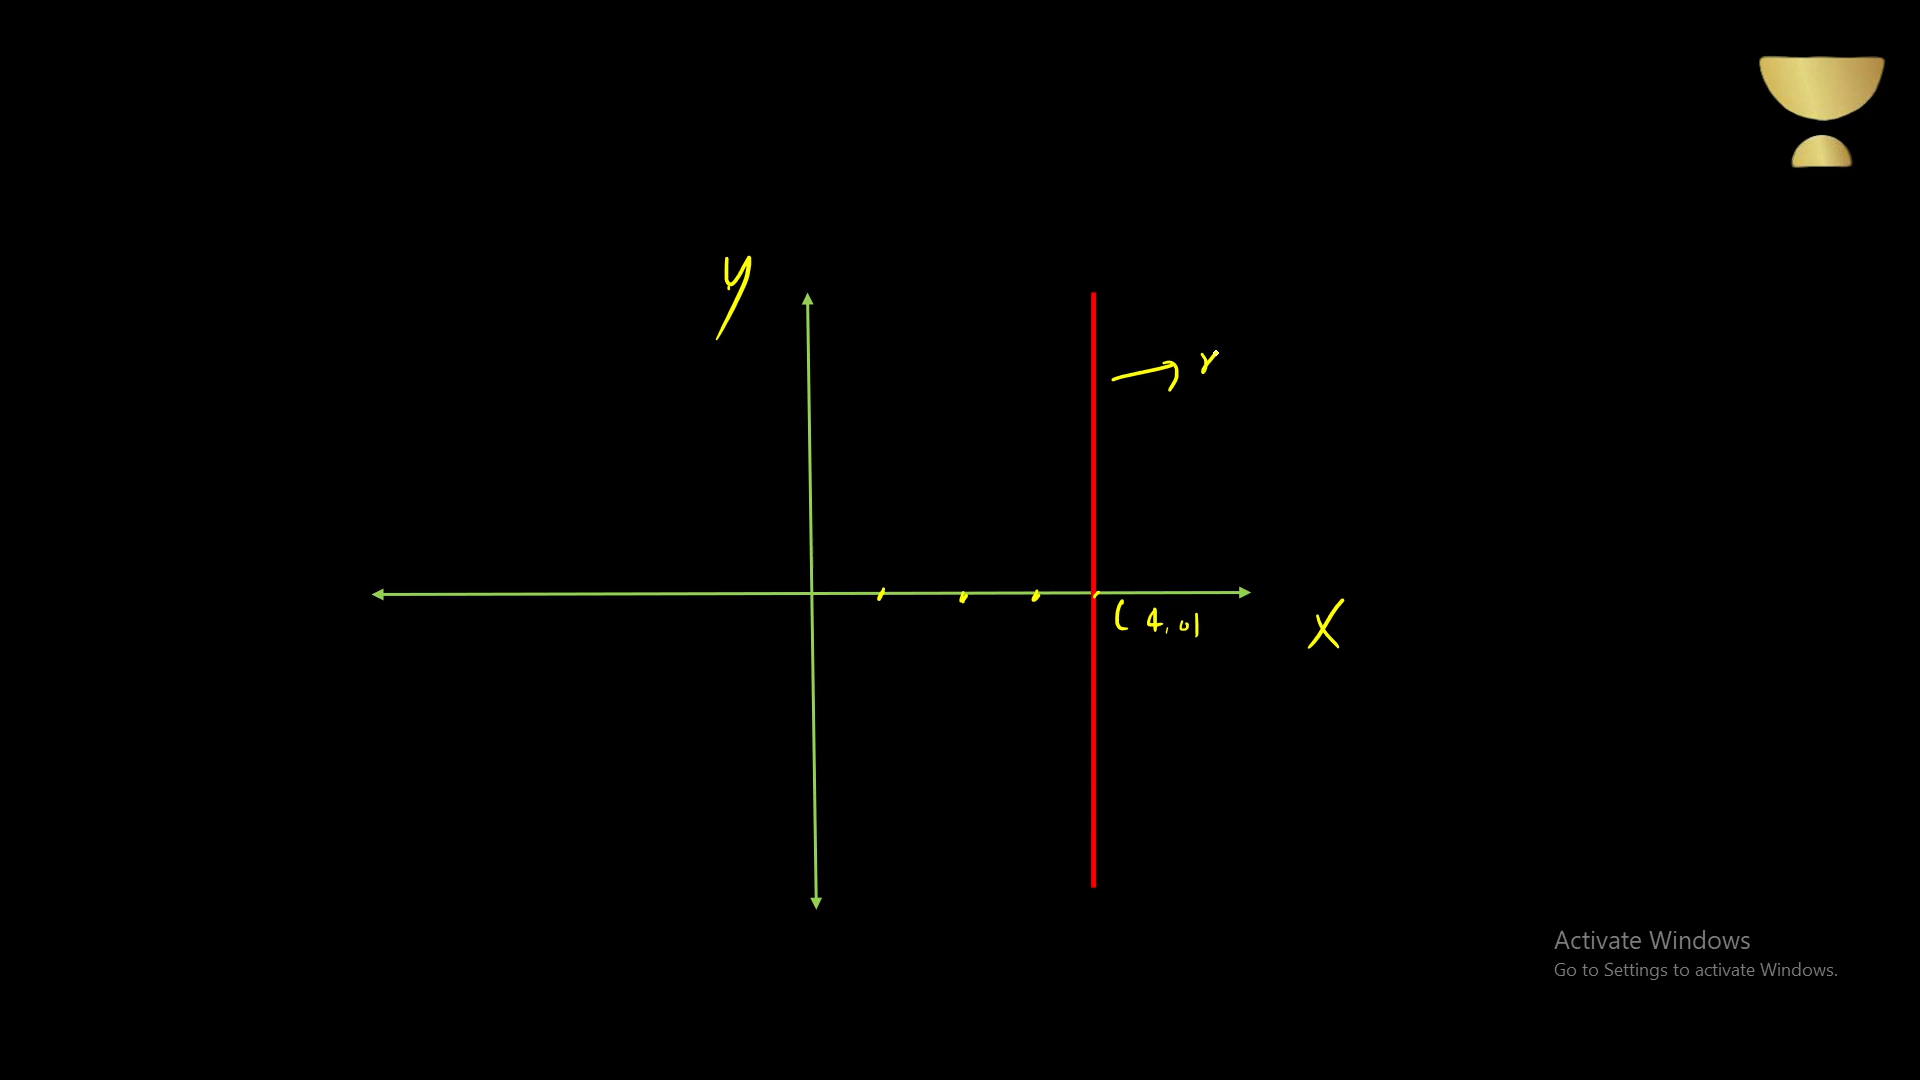 y
r
(4,0)
X
Activate Windows
Go to Settings to activate Windows.